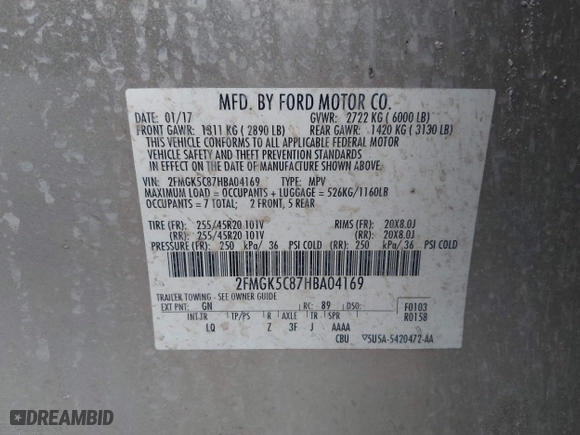 MFD. BY FORD MOTOR CO.
DATE: 01/17 GVWR: 2722 KG ( 6000 LB)
FRONT GAWR: 1311 KG ( 2890 LB) REAR GAWR: 1420 KG ( 3130 LB)
THIS VEHICLE CONFORMS TO ALL APPLICABLE FEDERAL MOTOR
VEHICLE SAFETY AND THEFT PREVENTION STANDARDS
IN EFFECT ON THE DATE OF MANUFACTURE SHOWN ABOVE.
VIN: 2FMGK5C87HBA04169 TYPE: MPV
MAXIMUM LOAD = OCCUPANTS + LUGGAGE = 526KG/1160LB
OCCUPANTS = 7 TOTAL; 2 FRONT, 5 REAR
TIRE (FR): 255/45R20 101V RIMS (FR): 20X8.0J
(RR): 255/45R20 101V (RR): 20X8.0J
PRESSURE (FR): 250 kPa/ 36 PSI COLD (RR): 250 kPa/ 36 PSI COLD
2FMGK5C87HBA04169
TRAILER TOWING - SEE OWNER GUIDE
EXT PNT: GN RC: 89 DSO: F0103
R0158
INT TR TP/PS R AXLE TR SPR
LQ Z 3F J AAAA
CBU 5U5A-5420472-AA
DREAMBID